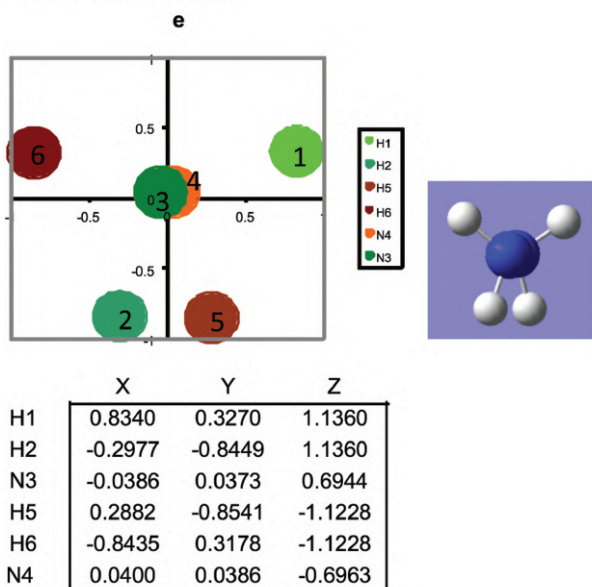 e
0.5
6
1
3
4
0
0
-
-0.5
0.5
-0.5
2
5
H1
H2
H5
H6
N4
N3
X Y Z
H1 0.8340 0.3270 1.1360
H2 -0.2977 -0.8449 1.1360
N3 -0.0386 0.0373 0.6944
H5 0.2882 -0.8541 -1.1228
H6 -0.8435 0.3178 -1.1228
N4 0.0400 0.0386 -0.6963